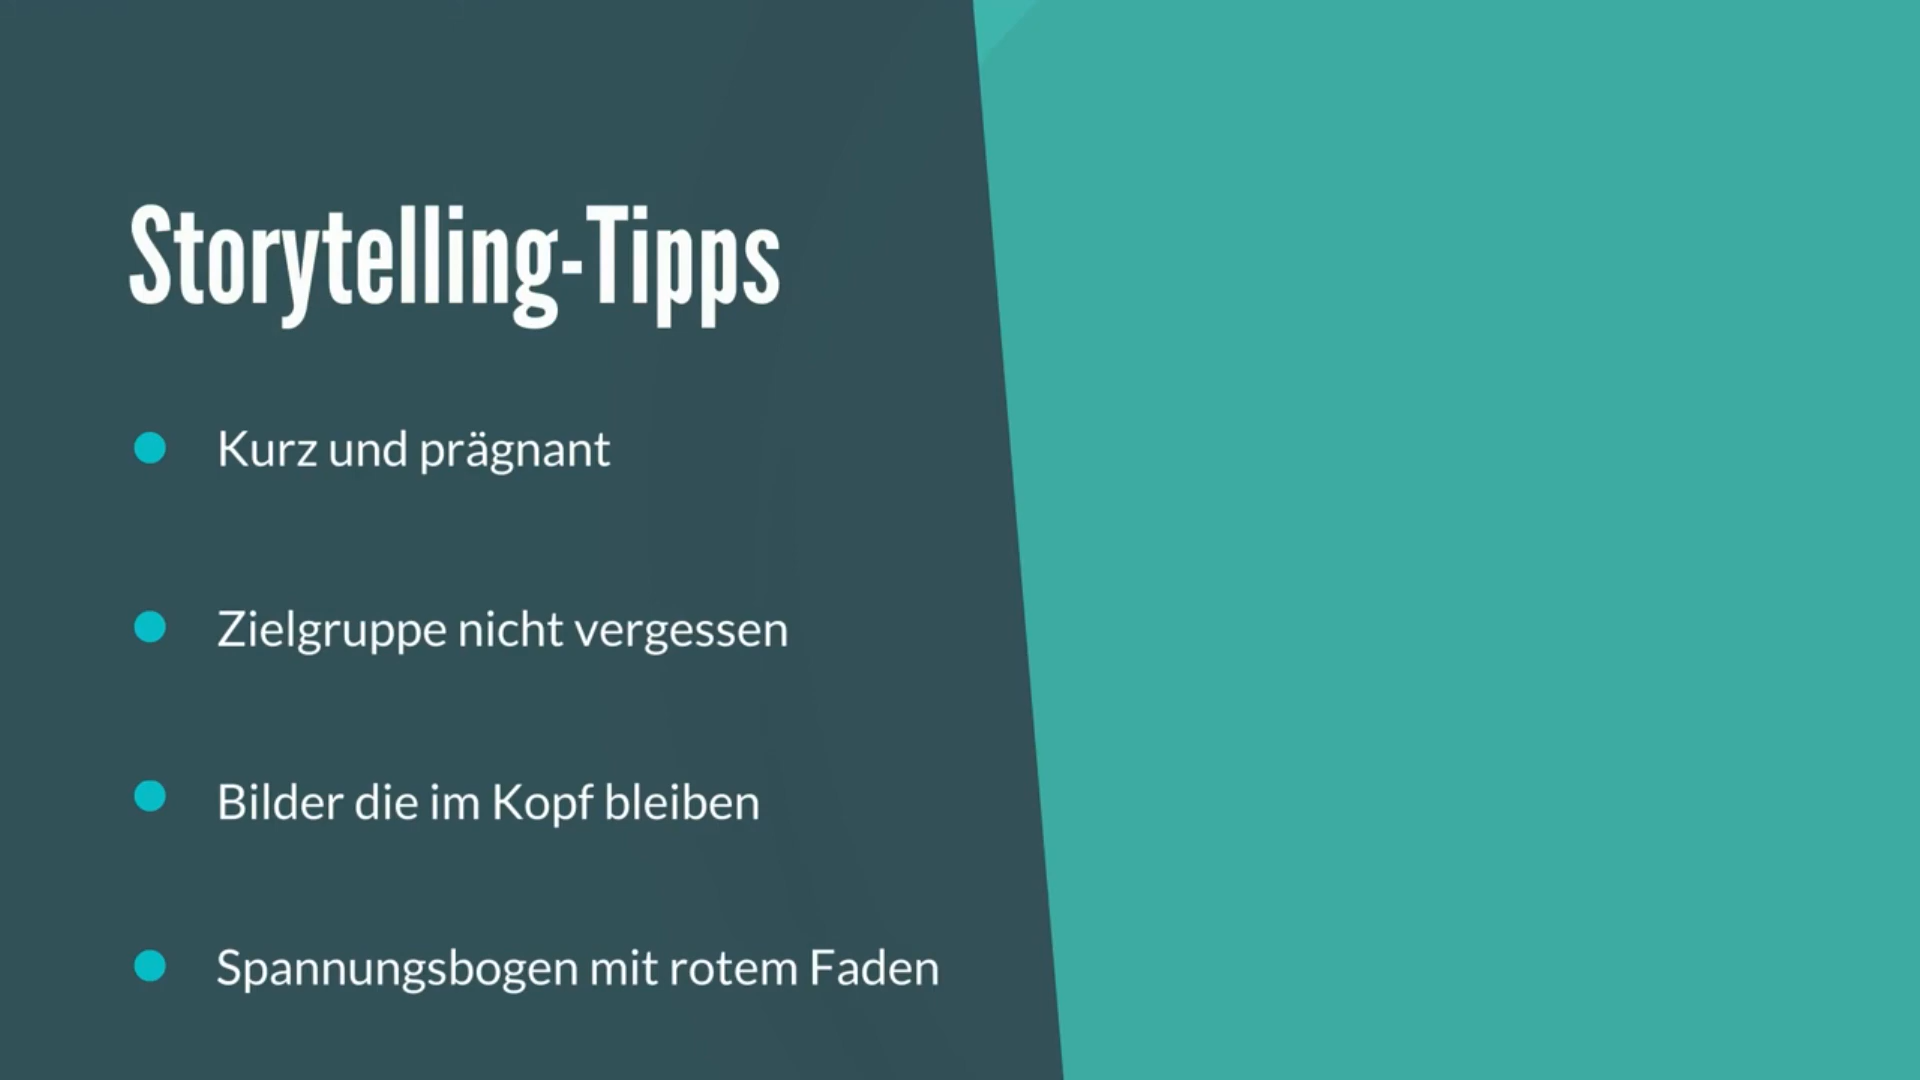 Storytelling-Tipps
Kurz und prägnant
Zielgruppe nicht vergessen
Bilder die im Kopf bleiben
Spannungsbogen mit rotem Faden